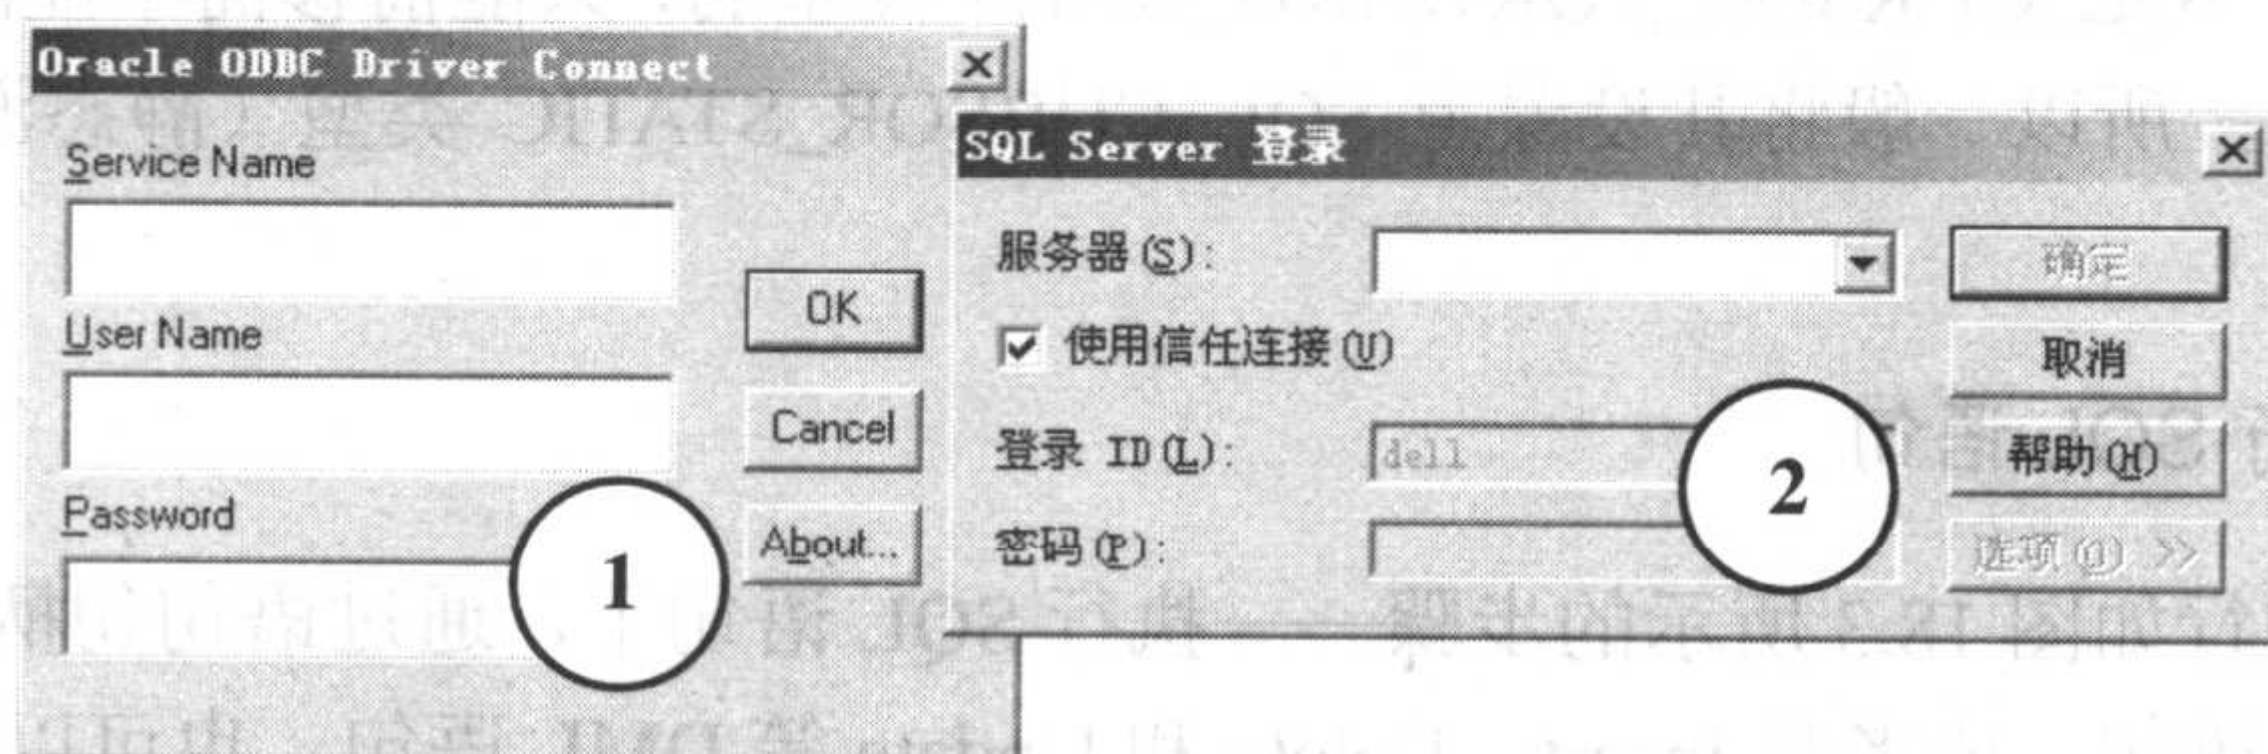 Oracle ODBC Driver Connect
Service Name
User Name
OK
Cancel
Password
About...
1
SQL Server 登录
服务器(S):
确定
使用信任连接(U)
取消
登录 ID(L):
dell
帮助(H)
密码(P):
选项(O) >>
2